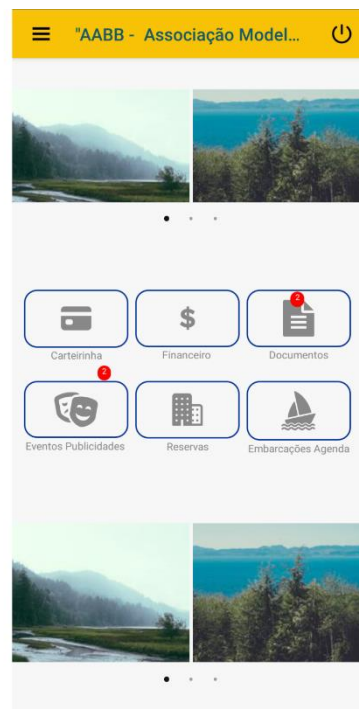 "AABB - Associação Model...
Carteirinha
Financeiro
2
Documentos
2
Eventos Publicidades
Reservas
Embarcações Agenda